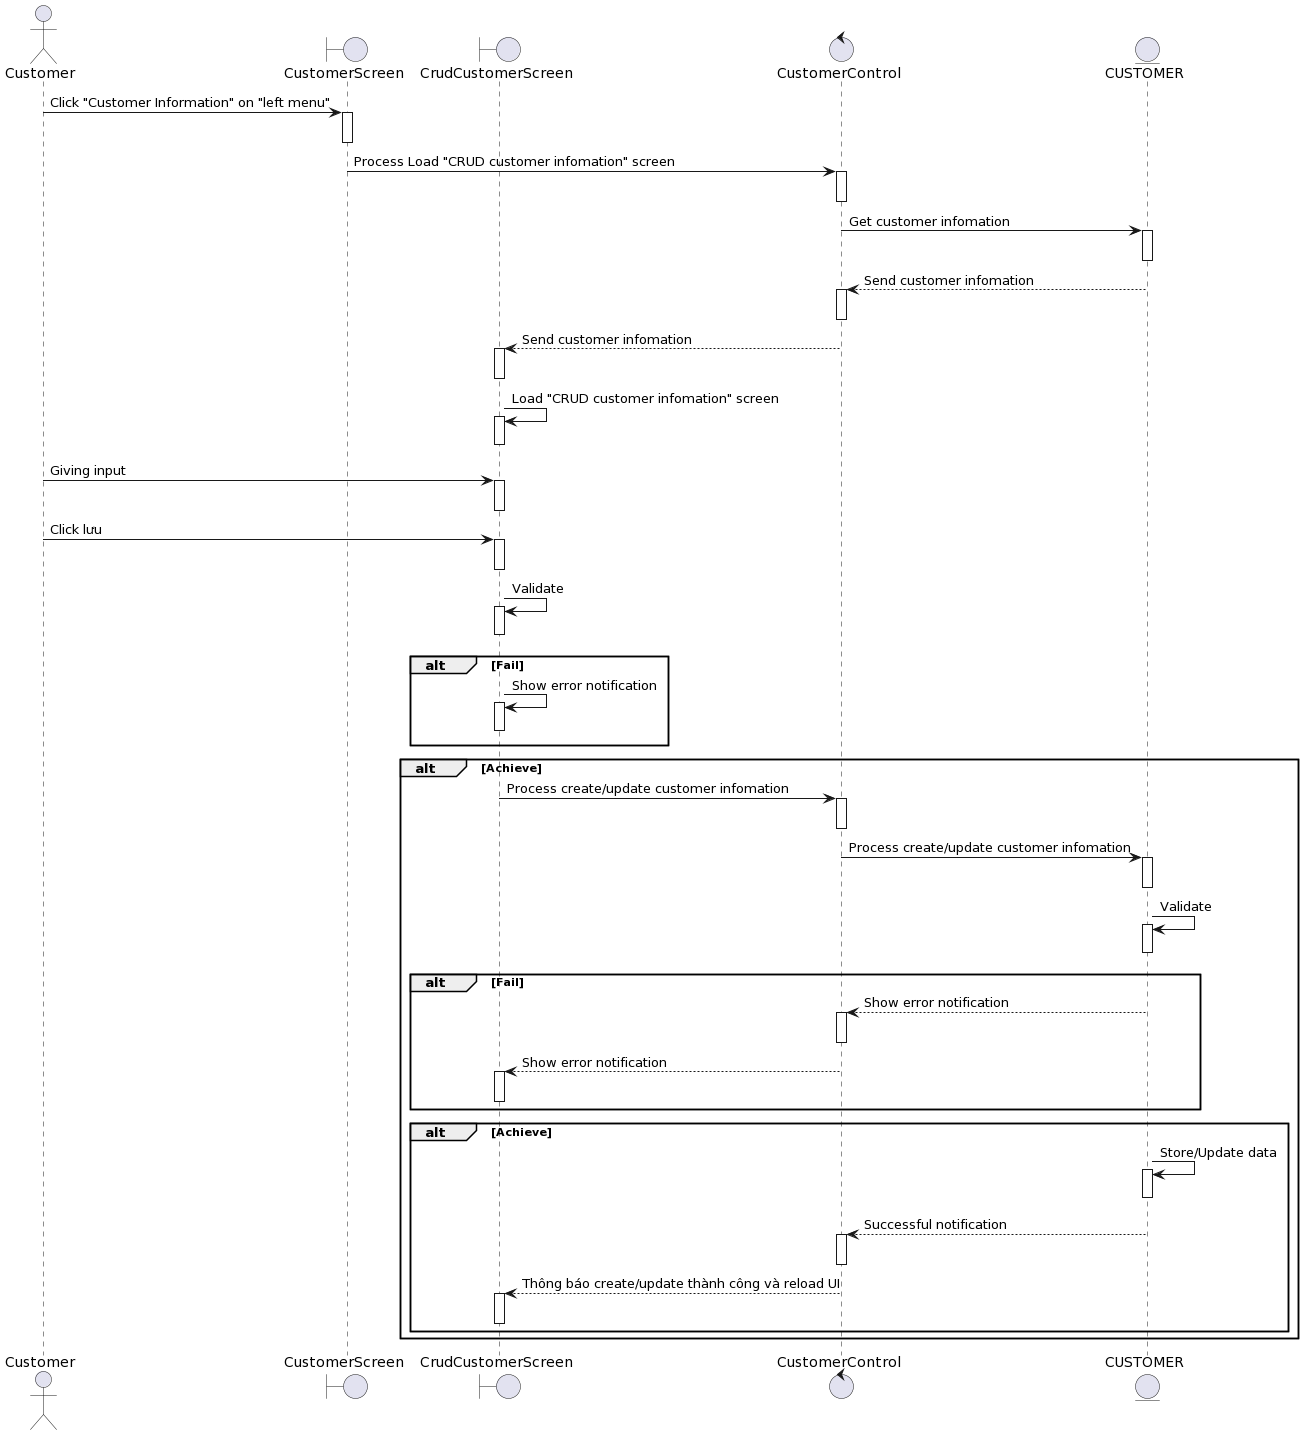 Customer CustomerScreen CrudCustomerScreen CustomerControl CUSTOMER
Click "Customer Information" on "left menu"
Process Load "CRUD customer infomation" screen
Get customer infomation
Send customer infomation
Send customer infomation
Load "CRUD customer infomation" screen
Giving input
Click lưu
Validate
alt [Fail]
Show error notification
alt [Achieve]
Process create/update customer infomation
Process create/update customer infomation
Validate
alt [Fail]
Show error notification
Show error notification
alt [Achieve]
Store/Update data
Successful notification
Thông báo create/update thành công và reload UI
Customer CustomerScreen CrudCustomerScreen CustomerControl CUSTOMER